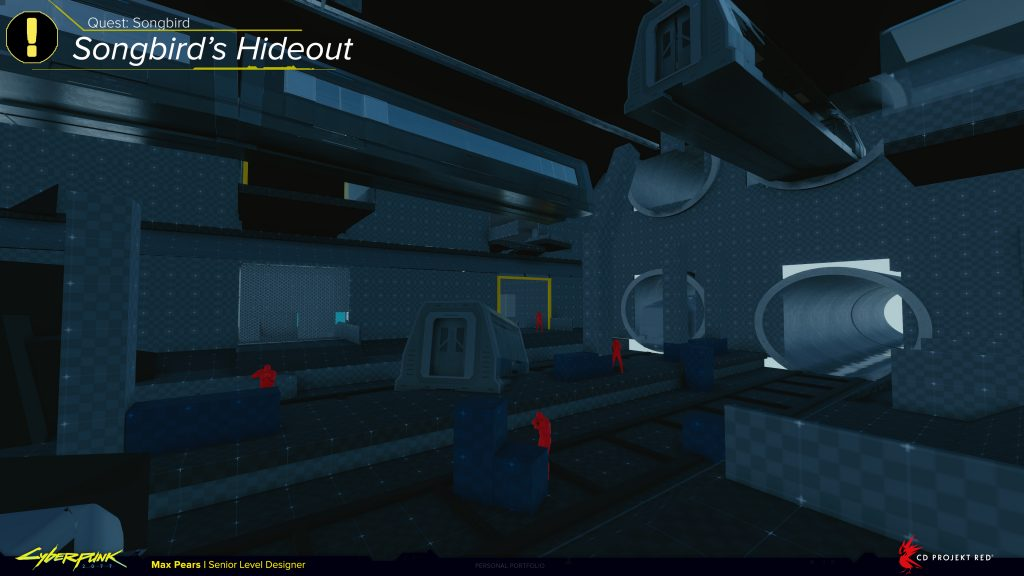 Quest: Songbird
Songbird's Hideout
Cyberpunk
2077
Max Pears | Senior Level Designer
PERSONAL PORTFOLIO
CD PROJEKT RED®